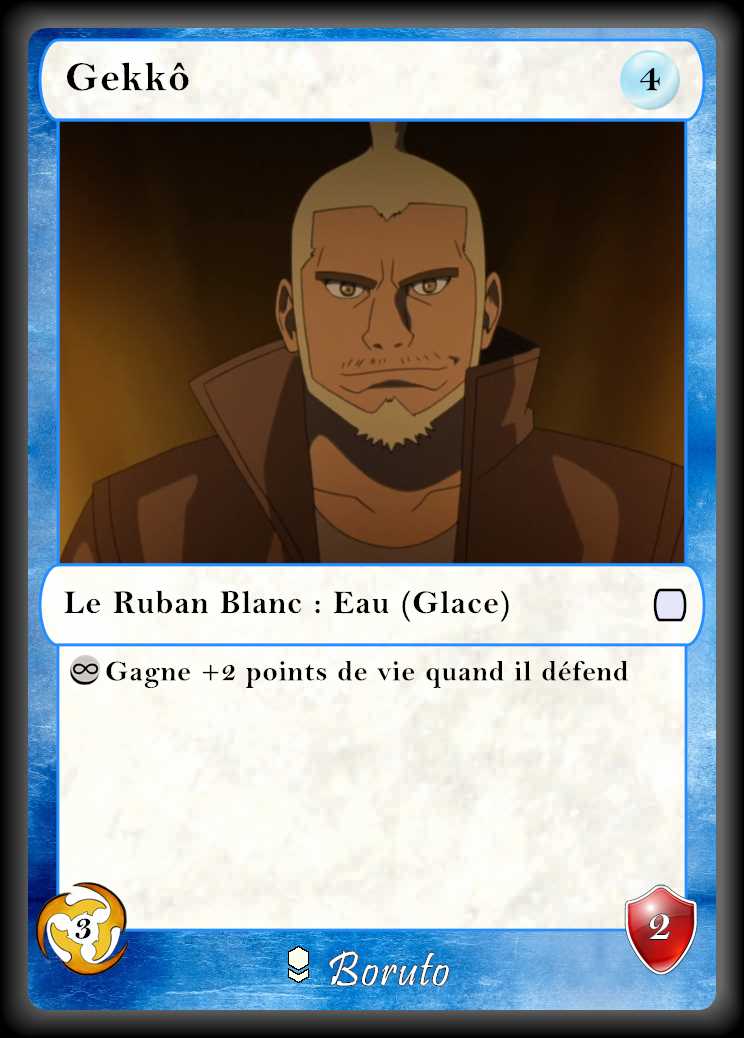 Gekkô
4
Le Ruban Blanc : Eau (Glace)
∞ Gagne +2 points de vie quand il défend
3
2
Boruto